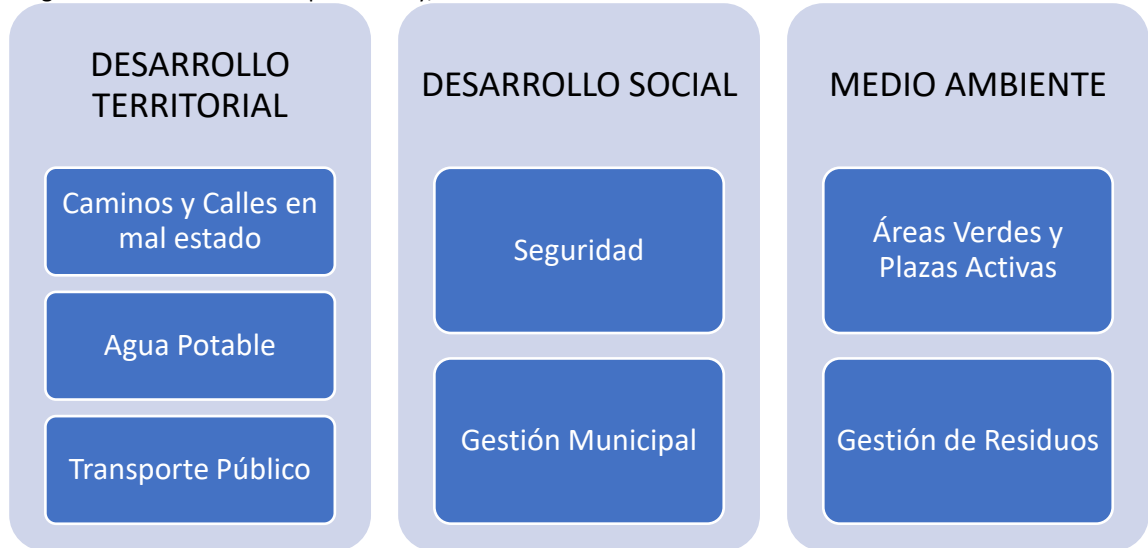 DESARROLLO
TERRITORIAL
Caminos y Calles en
mal estado
Agua Potable
Transporte Público
DESARROLLO SOCIAL
Seguridad
Gestión Municipal
MEDIO AMBIENTE
Áreas Verdes y
Plazas Activas
Gestión de Residuos